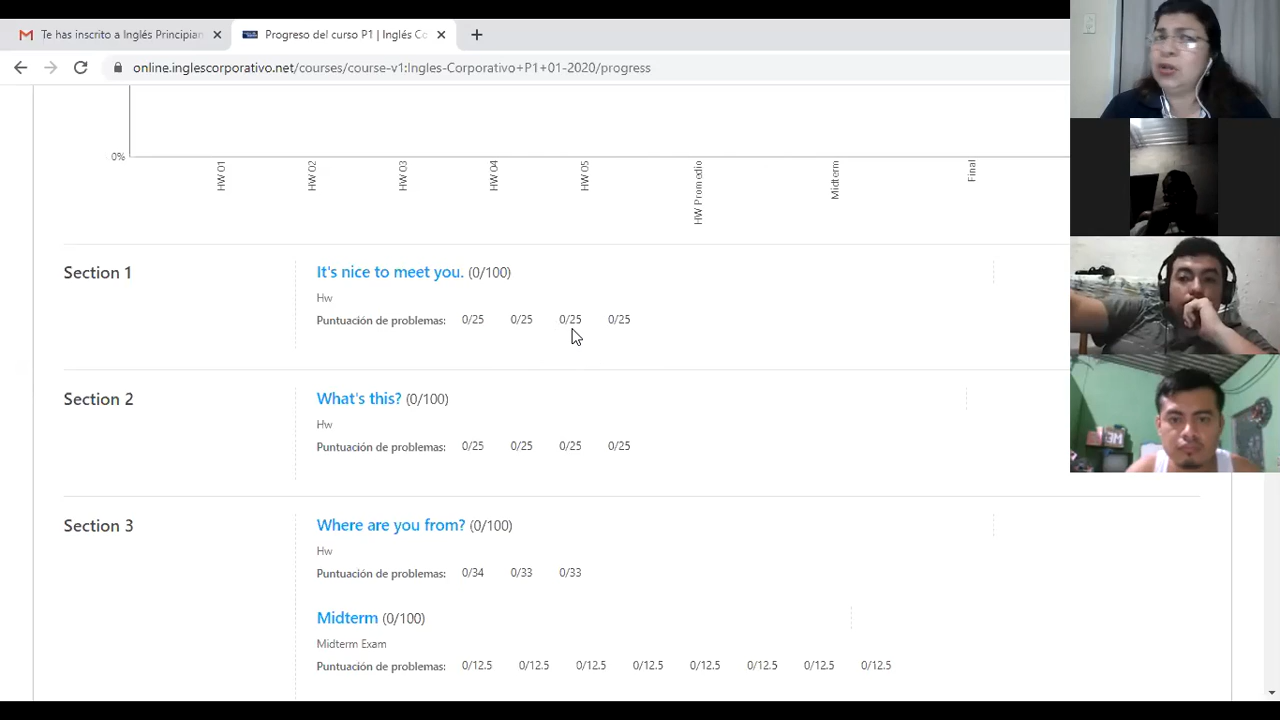 Te has inscrito a Inglés Principian
Progreso del curso P1 | Inglés Co
online.inglescorporativo.net/courses/course-v1:Ingles-Corporativo+P1+01-2020/progress
0%
HW 01
HW 02
HW 03
HW 04
HW 05
HW Promedio
Midterm
Final
Section 1
It's nice to meet you. (0/100)
Hw
Puntuación de problemas: 0/25 0/25 0/25 0/25
Section 2
What's this? (0/100)
Hw
Puntuación de problemas: 0/25 0/25 0/25 0/25
Section 3
Where are you from? (0/100)
Hw
Puntuación de problemas: 0/34 0/33 0/33
Midterm (0/100)
Midterm Exam
Puntuación de problemas: 0/12.5 0/12.5 0/12.5 0/12.5 0/12.5 0/12.5 0/12.5 0/12.5